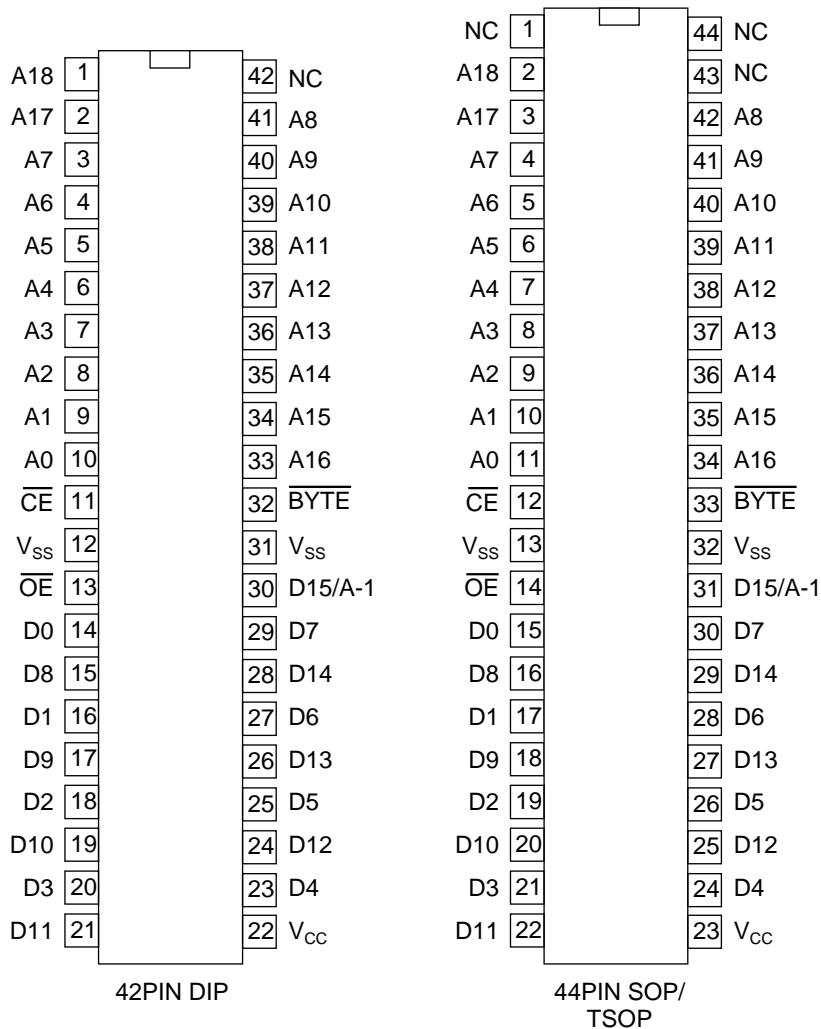 A18 1 42 NC
A17 2 41 A8
A7 3 40 A9
A6 4 39 A10
A5 5 38 A11
A4 6 37 A12
A3 7 36 A13
A2 8 35 A14
A1 9 34 A15
A0 10 33 A16
CE 11 32 BYTE
VSS 12 31 VSS
OE 13 30 D15/A-1
D0 14 29 D7
D8 15 28 D14
D1 16 27 D6
D9 17 26 D13
D2 18 25 D5
D10 19 24 D12
D3 20 23 D4
D11 21 22 VCC
42PIN DIP
NC 1 44 NC
A18 2 43 NC
A17 3 42 A8
A7 4 41 A9
A6 5 40 A10
A5 6 39 A11
A4 7 38 A12
A3 8 37 A13
A2 9 36 A14
A1 10 35 A15
A0 11 34 A16
CE 12 33 BYTE
VSS 13 32 VSS
OE 14 31 D15/A-1
D0 15 30 D7
D8 16 29 D14
D1 17 28 D6
D9 18 27 D13
D2 19 26 D5
D10 20 25 D12
D3 21 24 D4
D11 22 23 VCC
44PIN SOP/
TSOP